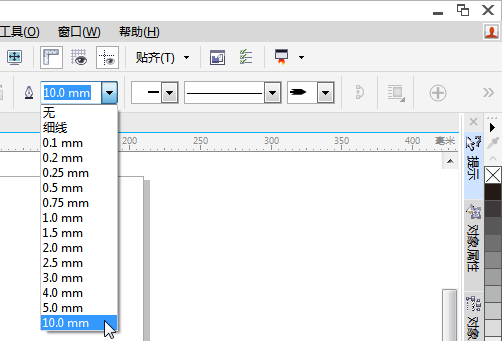 工具(O) 窗口(W) 帮助(H)
贴齐(T)
10.0 mm
无
细线
0.1 mm
0.2 mm
0.25 mm
0.5 mm
0.75 mm
1.0 mm
1.5 mm
2.0 mm
2.5 mm
3.0 mm
4.0 mm
5.0 mm
10.0 mm
200 250 300 350 400 毫米
提示
对象属性
对象